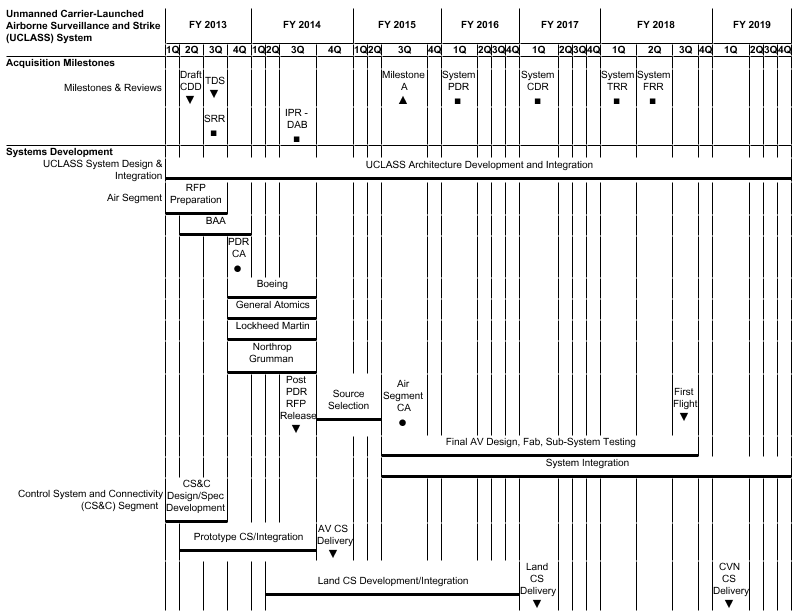 Unmanned Carrier-Launched
Airborne Surveillance and Strike
(UCLASS) System
FY 2013 FY 2014 FY 2015 FY 2016 FY 2017 FY 2018 FY 2019
1Q 2Q 3Q 4Q 1Q 2Q 3Q 4Q 1Q 2Q 3Q 4Q 1Q 2Q 3Q 4Q 1Q 2Q 3Q 4Q 1Q 2Q 3Q 4Q 1Q 2Q 3Q 4Q
Acquisition Milestones
Milestones & Reviews
Draft
CDD
TDS
SRR
IPR -
DAB
Milestone
A
System
PDR
System
CDR
System
TRR
System
FRR
Systems Development
UCLASS System Design &
Integration
UCLASS Architecture Development and Integration
Air Segment
RFP
Preparation
BAA
PDR
CA
Boeing
General Atomics
Lockheed Martin
Northrop
Grumman
Post
PDR
RFP
Release
Source
Selection
Air
Segment
CA
First
Flight
Final AV Design, Fab, Sub-System Testing
System Integration
Control System and Connectivity
(CS&C) Segment
CS&C
Design/Spec
Development
Prototype CS/Integration
AV CS
Delivery
Land CS Development/Integration
Land
CS
Delivery
CVN
CS
Delivery